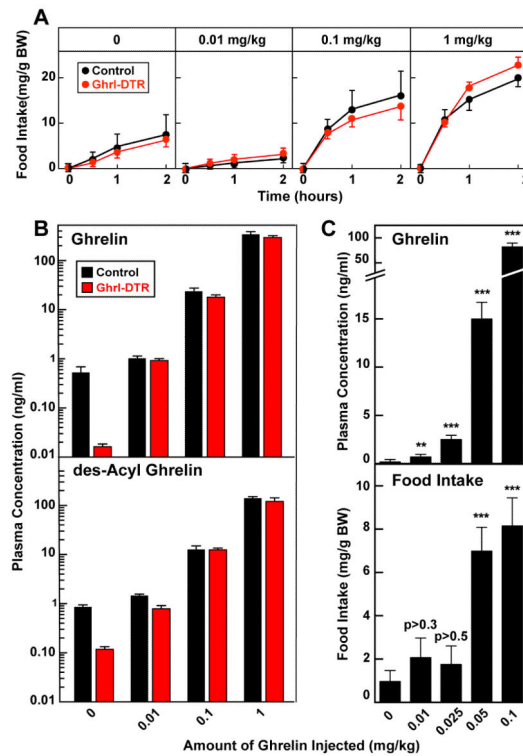 A
0
0.01 mg/kg
0.1 mg/kg
1 mg/kg
Food Intake(mg/g BW)
20
10
0
Control
Ghrl-DTR
0 1 2 0 1 2 0 1 2 0 1 2
Time (hours)
B
Ghrelin
Control
Ghrl-DTR
100
10
1
0.10
0.01
des-Acyl Ghrelin
100
10
1
0.10
0.01
Plasma Concentration (ng/ml)
0 0.01 0.1 1
C
Ghrelin
100
50
15
10
5
0
Plasma Concentration (ng/ml)
**
***
***
***
Food Intake
10
8
6
4
2
0
Food Intake (mg/g BW)
p>0.3
p>0.5
***
***
0 0.01 0.025 0.05 0.1
Amount of Ghrelin Injected (mg/kg)